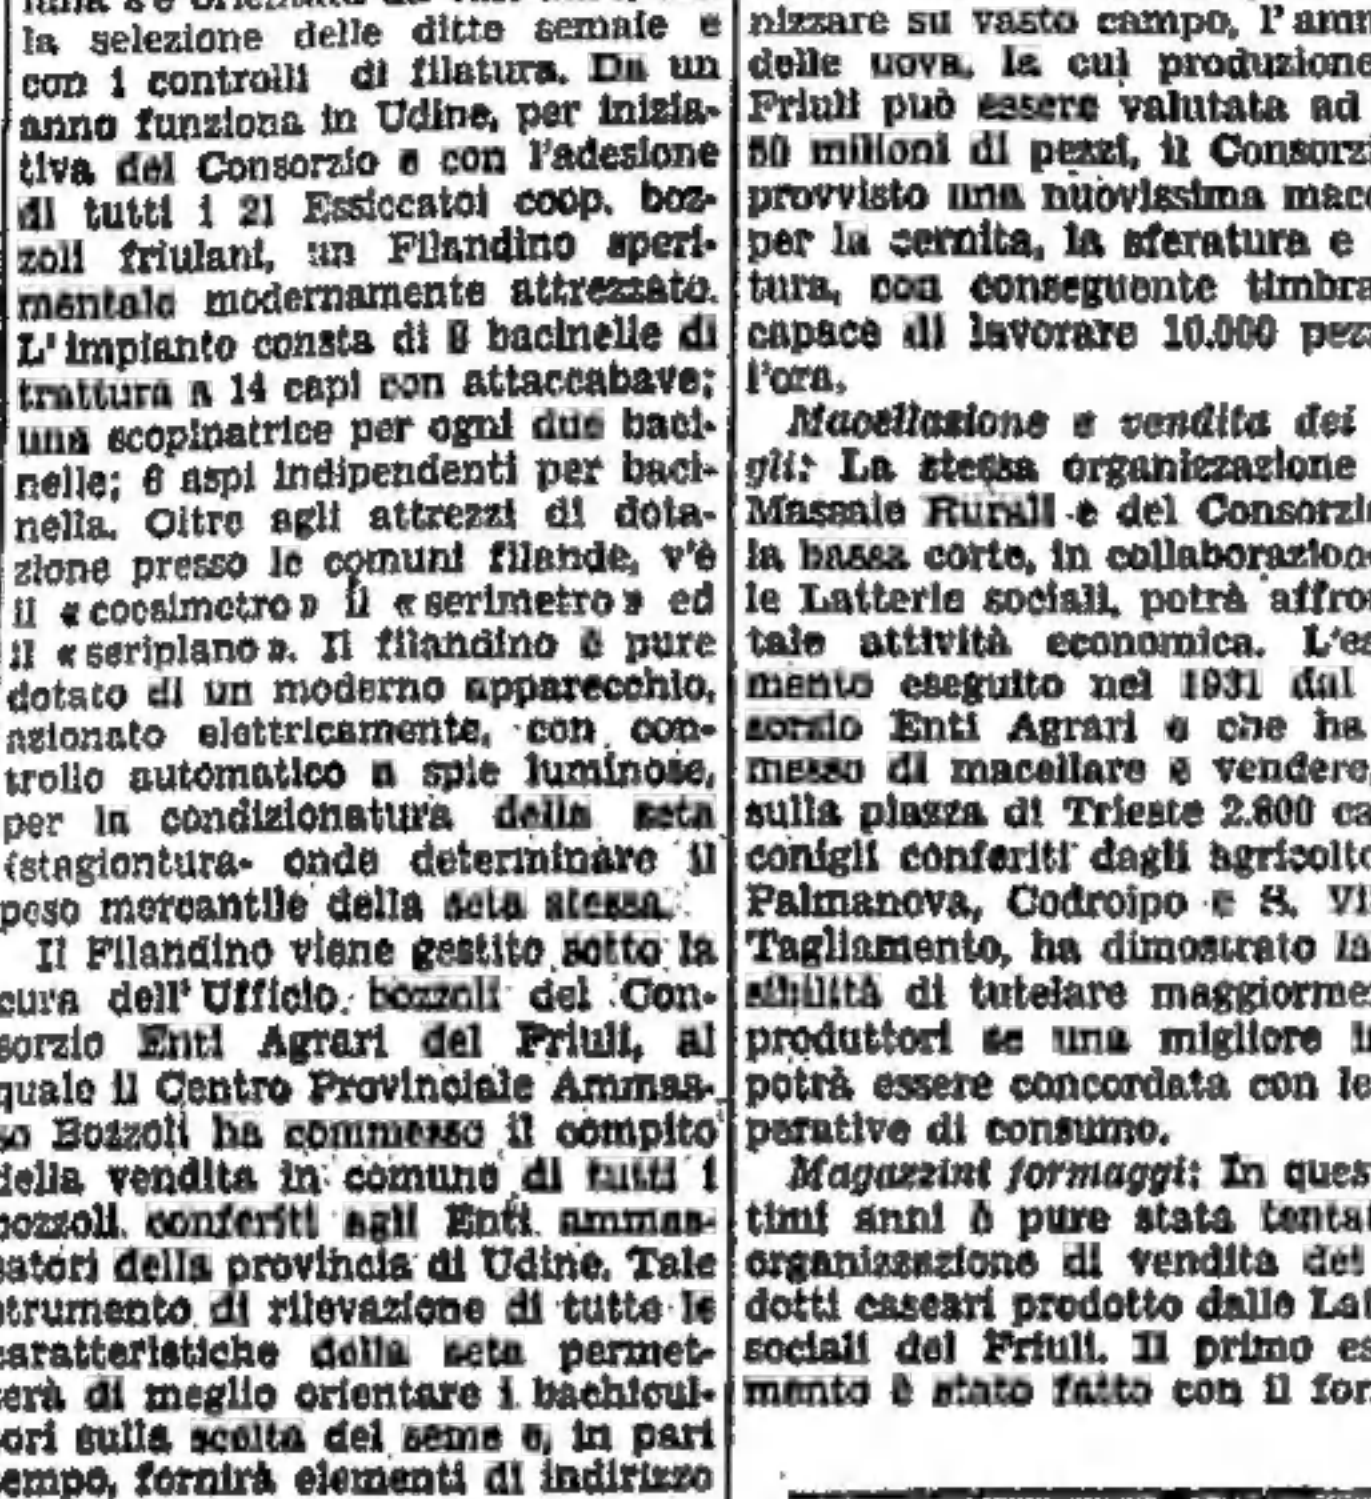 la selezione delle ditte semaie e
con i controlli di filatura. Da un
anno funziona in Udine, per inizia-
tiva del Consorzio e con l'adesione
di tutti i 21 Essiccatoi coop. boz-
zoli friulani, un Filandino speri-
mentale modernamente attrezzato.
L'impianto consta di 8 bacinelle di
trattura a 14 capi con attaccabave;
una scopinatrice per ogni due baci-
nelle; 6 aspi indipendenti per baci-
nella. Oltre agli attrezzi di dota-
zione presso le comuni filande, v'è
il « cocsimetro » il « serimetro » ed
il « seriplano ». Il filandino è pure
dotato di un moderno apparecchio,
azionato elettricamente, con con-
trollo automatico a spie luminose,
per la condizionatura della seta
(stagiontura- onde determinare il
peso mercantile della seta stessa.
Il Filandino viene gestito sotto la
cura dell'Ufficio bozzoli del Con-
sorzio Enti Agrari del Friuli, al
quale il Centro Provinciale Ammas-
so Bozzoli ha commesso il compito
della vendita in comune di tutti i
bozzoli conferiti agli Enti ammas-
satori della provincia di Udine. Tale
strumento di rilevazione di tutte le
caratteristiche della seta permet-
terà di meglio orientare i bachicul-
tori sulla scelta del seme e, in pari
tempo, fornirà elementi di indirizzo
nizzare su vasto campo, l'amm
delle uova, la cui produzione
Friuli può essere valutata ad
50 milioni di pezzi, il Consorzi
provvisto una nuovissima macc
per la cernita, la sferatura e
tura, con conseguente timbra
capace di lavorare 10.000 pezz
l'ora.
Macellazione e vendita dei
gli: La stessa organizzazione
Massaie Rurali e del Consorzi
la bassa corte, in collaborazione
le Latterie sociali, potrà affro
tale attività economica. L'es
mento eseguito nel 1931 dal
sorzio Enti Agrari e che ha
messo di macellare e vendere
sulla piazza di Trieste 2.800 ca
conigli conferiti dagli agricolto
Palmanova, Codroipo e S. Vi
Tagliamento, ha dimostrato la
sibilità di tutelare maggiorme
produttori se una migliore i
potrà essere concordata con le
perative di consumo.
Magazzini formaggi: In ques
timi anni è pure stata tenta
organizzazione di vendita dei
dotti caseari prodotto dalle La
sociali del Friuli. Il primo es
mento è stato fatto con il for